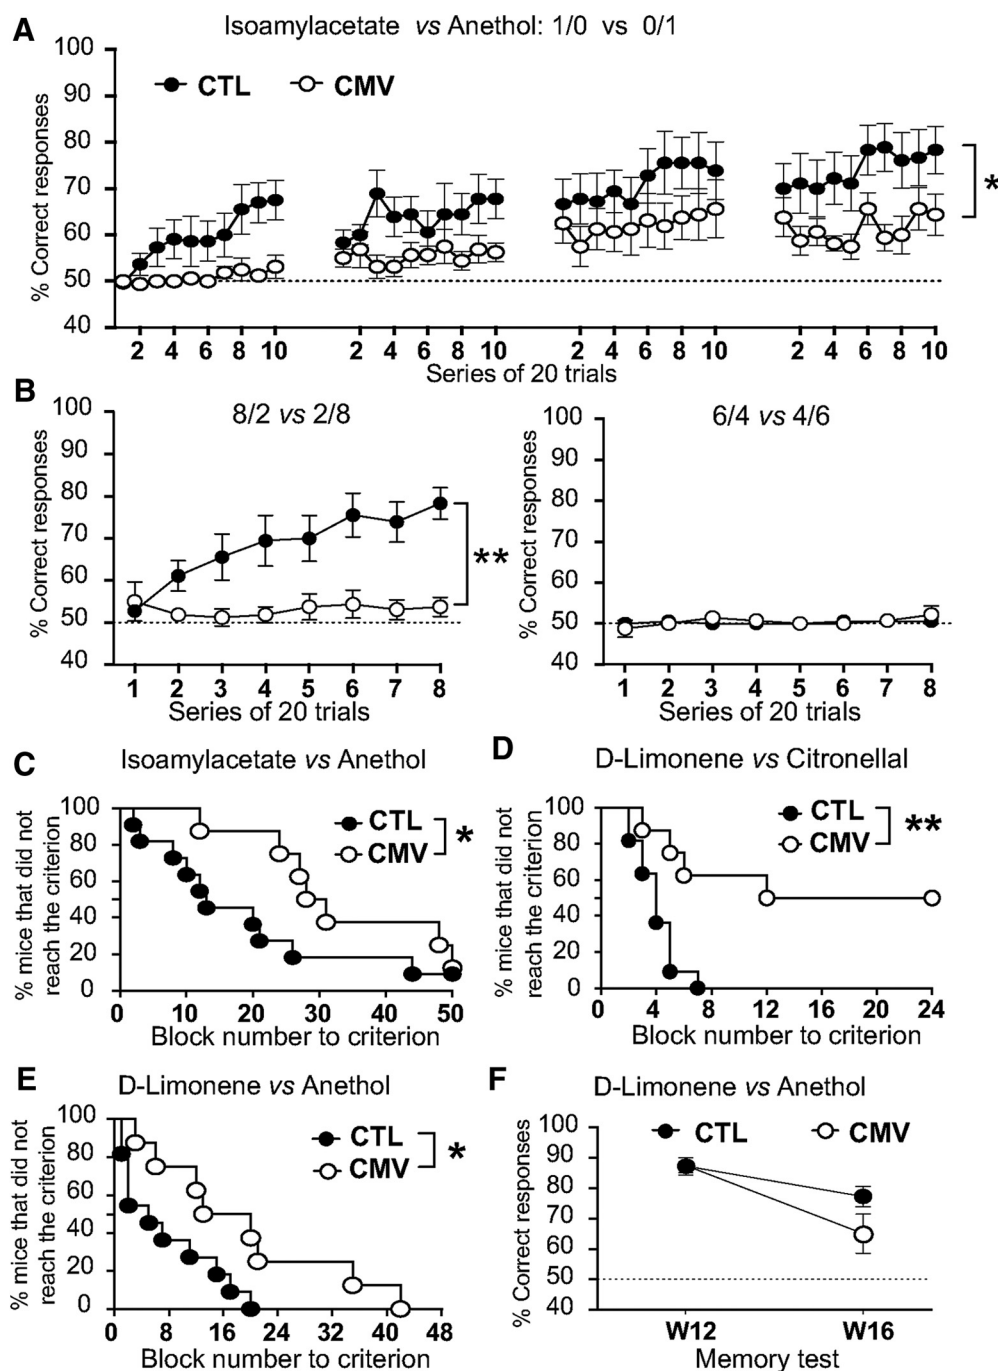 A
Isoamylacetate vs Anethol: 1/0 vs 0/1
% Correct responses
100
90
80
70
60
50
40
CTL
CMV
*
2 4 6 8 10 2 4 6 8 10 2 4 6 8 10 2 4 6 8 10
Series of 20 trials
B
8/2 vs 2/8
% Correct responses
100
90
80
70
60
50
40
**
1 2 3 4 5 6 7 8
Series of 20 trials
6/4 vs 4/6
% Correct responses
100
90
80
70
60
50
40
1 2 3 4 5 6 7 8
Series of 20 trials
C
Isoamylacetate vs Anethol
% mice that did not
reach the criterion
100
80
60
40
20
0
CTL
CMV
*
0 10 20 30 40 50
Block number to criterion
D
D-Limonene vs Citronellal
% mice that did not
reach the criterion
100
80
60
40
20
0
CTL
CMV
**
0 4 8 12 16 20 24
Block number to criterion
E
D-Limonene vs Anethol
% mice that did not
reach the criterion
100
80
60
40
20
0
CTL
CMV
*
0 8 16 24 32 40 48
Block number to criterion
F
D-Limonene vs Anethol
% Correct responses
100
90
80
70
60
50
40
CTL
CMV
W12 W16
Memory test